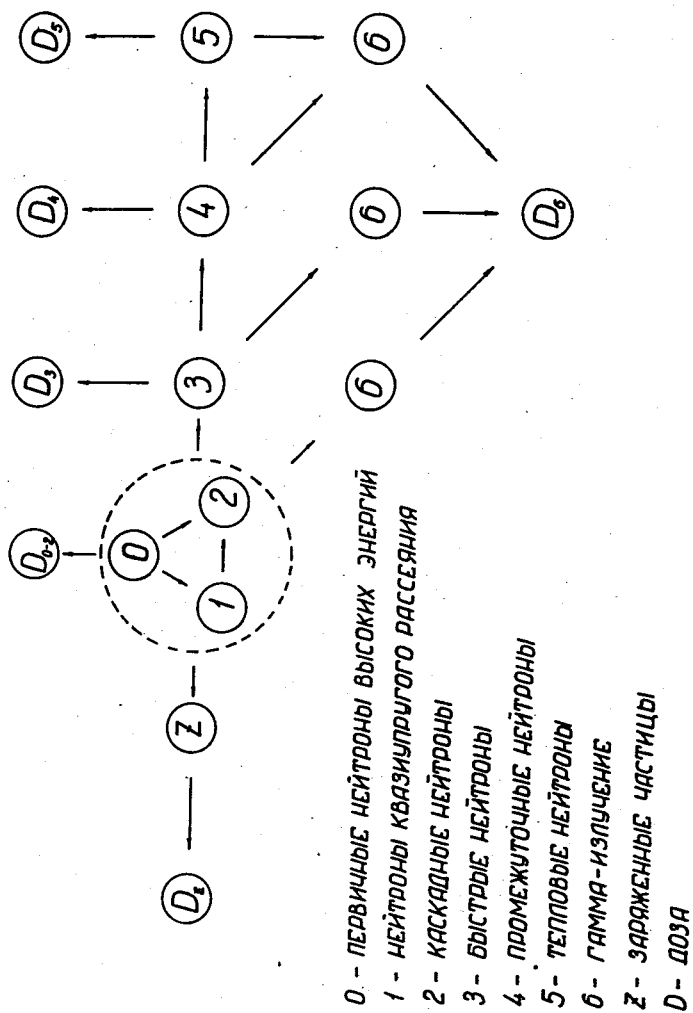 D₀₋₂ D₃ D₄ D₅
0
D_z Z 1 2 3 4 5
6 6 6
D₆
0 - ПЕРВИЧНЫЕ НЕЙТРОНЫ ВЫСОКИХ ЭНЕРГИЙ
1 - НЕЙТРОНЫ КВАЗИУПРУГОГО РАССЕЯНИЯ
2 - КАСКАДНЫЕ НЕЙТРОНЫ
3 - БЫСТРЫЕ НЕЙТРОНЫ
4 - ПРОМЕЖУТОЧНЫЕ НЕЙТРОНЫ
5 - ТЕПЛОВЫЕ НЕЙТРОНЫ
6 - ГАММА-ИЗЛУЧЕНИЕ
Z - ЗАРЯЖЕННЫЕ ЧАСТИЦЫ
D - ДОЗА